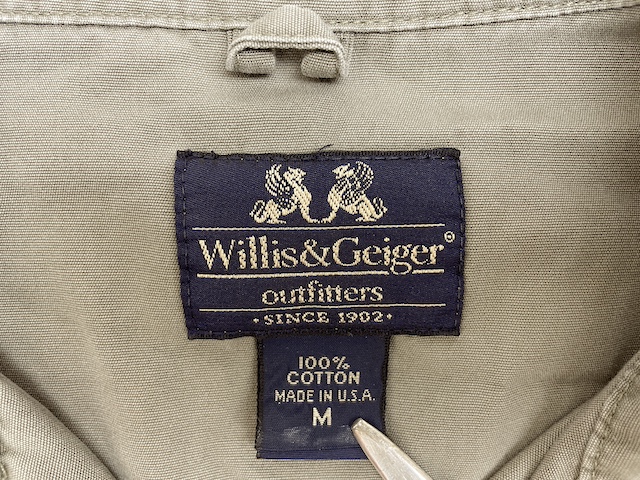 Willis&Geiger®
outfitters
· SINCE 1902 ·
100%
COTTON
MADE IN U.S.A.
M